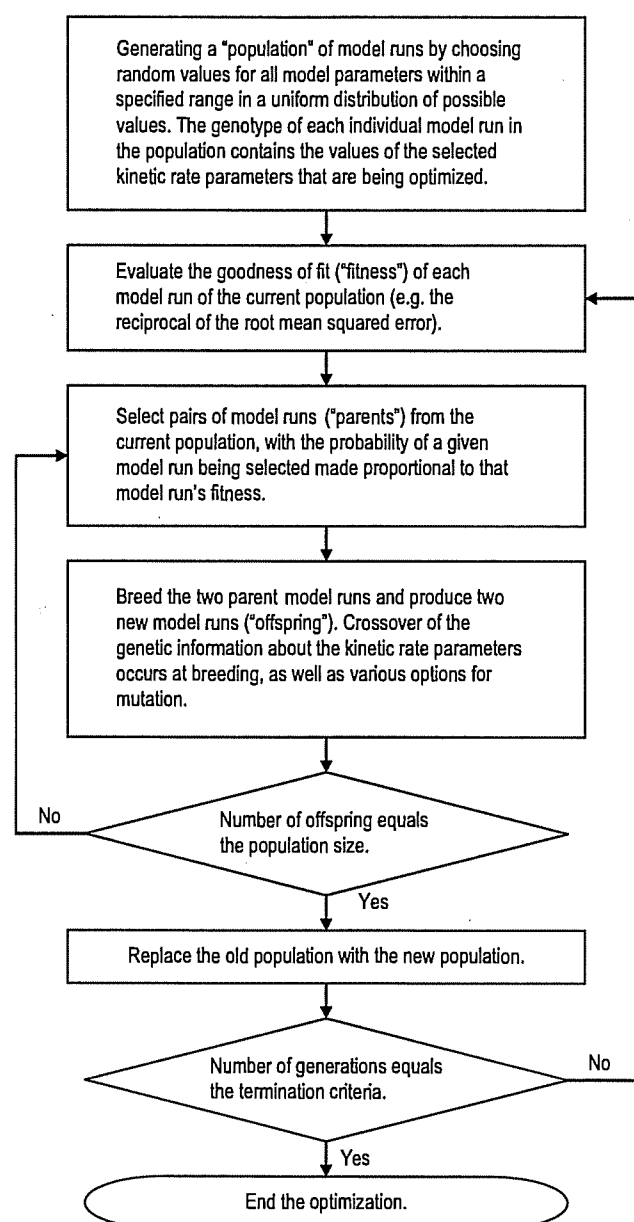 Generating a "population" of model runs by choosing
random values for all model parameters within a
specified range in a uniform distribution of possible
values. The genotype of each individual model run in
the population contains the values of the selected
kinetic rate parameters that are being optimized.
Evaluate the goodness of fit ("fitness") of each
model run of the current population (e.g. the
reciprocal of the root mean squared error).
Select pairs of model runs ("parents") from the
current population, with the probability of a given
model run being selected made proportional to that
model run's fitness.
Breed the two parent model runs and produce two
new model runs ("offspring"). Crossover of the
genetic information about the kinetic rate parameters
occurs at breeding, as well as various options for
mutation.
No
Number of offspring equals
the population size.
Yes
Replace the old population with the new population.
Number of generations equals
the termination criteria.
No
Yes
End the optimization.